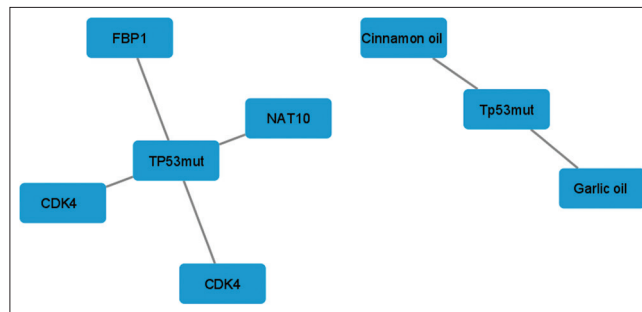 FBP1
NAT10
TP53mut
CDK4
CDK4
Cinnamon oil
Tp53mut
Garlic oil